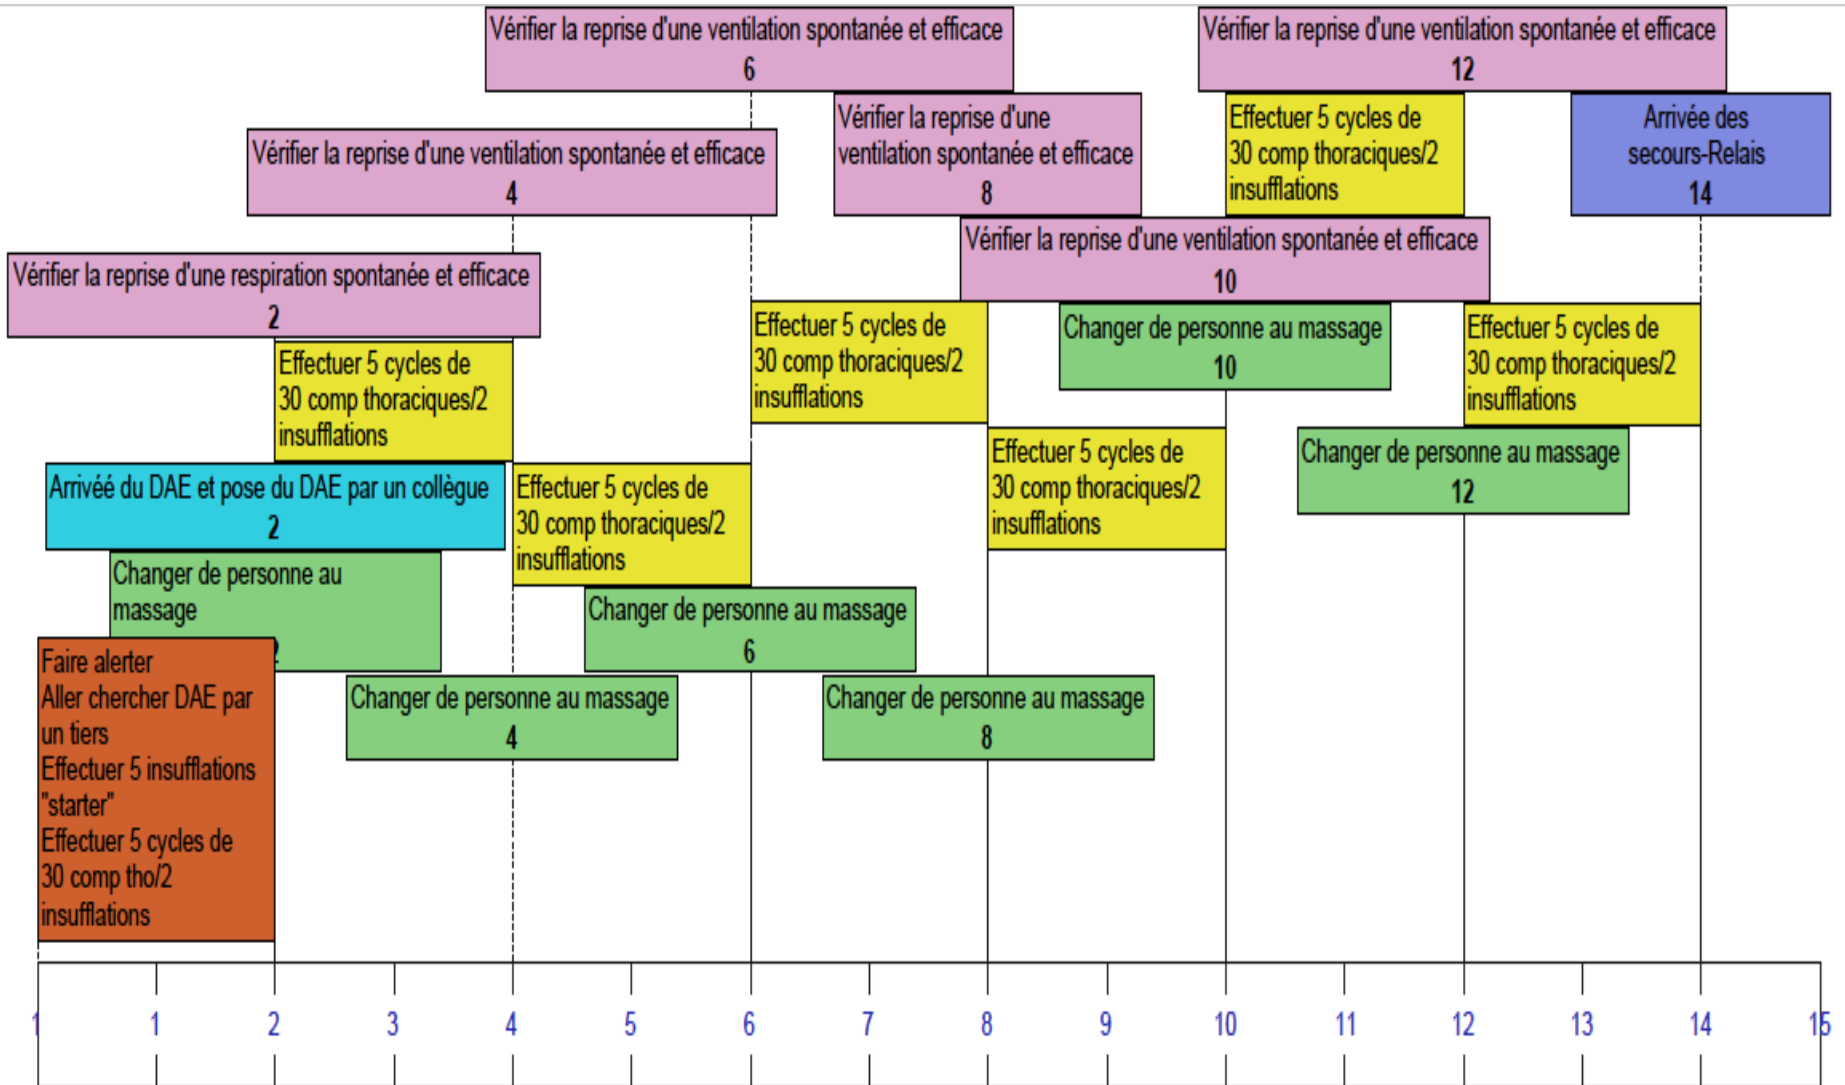 Vérifier la reprise d'une ventilation spontanée et efficace
6
Vérifier la reprise d'une ventilation spontanée et efficace
12
Vérifier la reprise d'une
ventilation spontanée et efficace
8
Effectuer 5 cycles de
30 comp thoraciques/2
insufflations
Arrivée des
secours-Relais
14
Vérifier la reprise d'une ventilation spontanée et efficace
4
Vérifier la reprise d'une ventilation spontanée et efficace
10
Vérifier la reprise d'une respiration spontanée et efficace
2
Effectuer 5 cycles de
30 comp thoraciques/2
insufflations
Changer de personne au massage
10
Effectuer 5 cycles de
30 comp thoraciques/2
insufflations
Effectuer 5 cycles de
30 comp thoraciques/2
insufflations
Effectuer 5 cycles de
30 comp thoraciques/2
insufflations
Changer de personne au massage
12
Arrivéé du DAE et pose du DAE par un collègue
2
Effectuer 5 cycles de
30 comp thoraciques/2
insufflations
Changer de personne au
massage
2
Changer de personne au massage
6
Faire alerter
Aller chercher DAE par
un tiers
Effectuer 5 insufflations
"starter"
Effectuer 5 cycles de
30 comp tho/2
insufflations
Changer de personne au massage
4
Changer de personne au massage
8
1 1 2 3 4 5 6 7 8 9 10 11 12 13 14 15